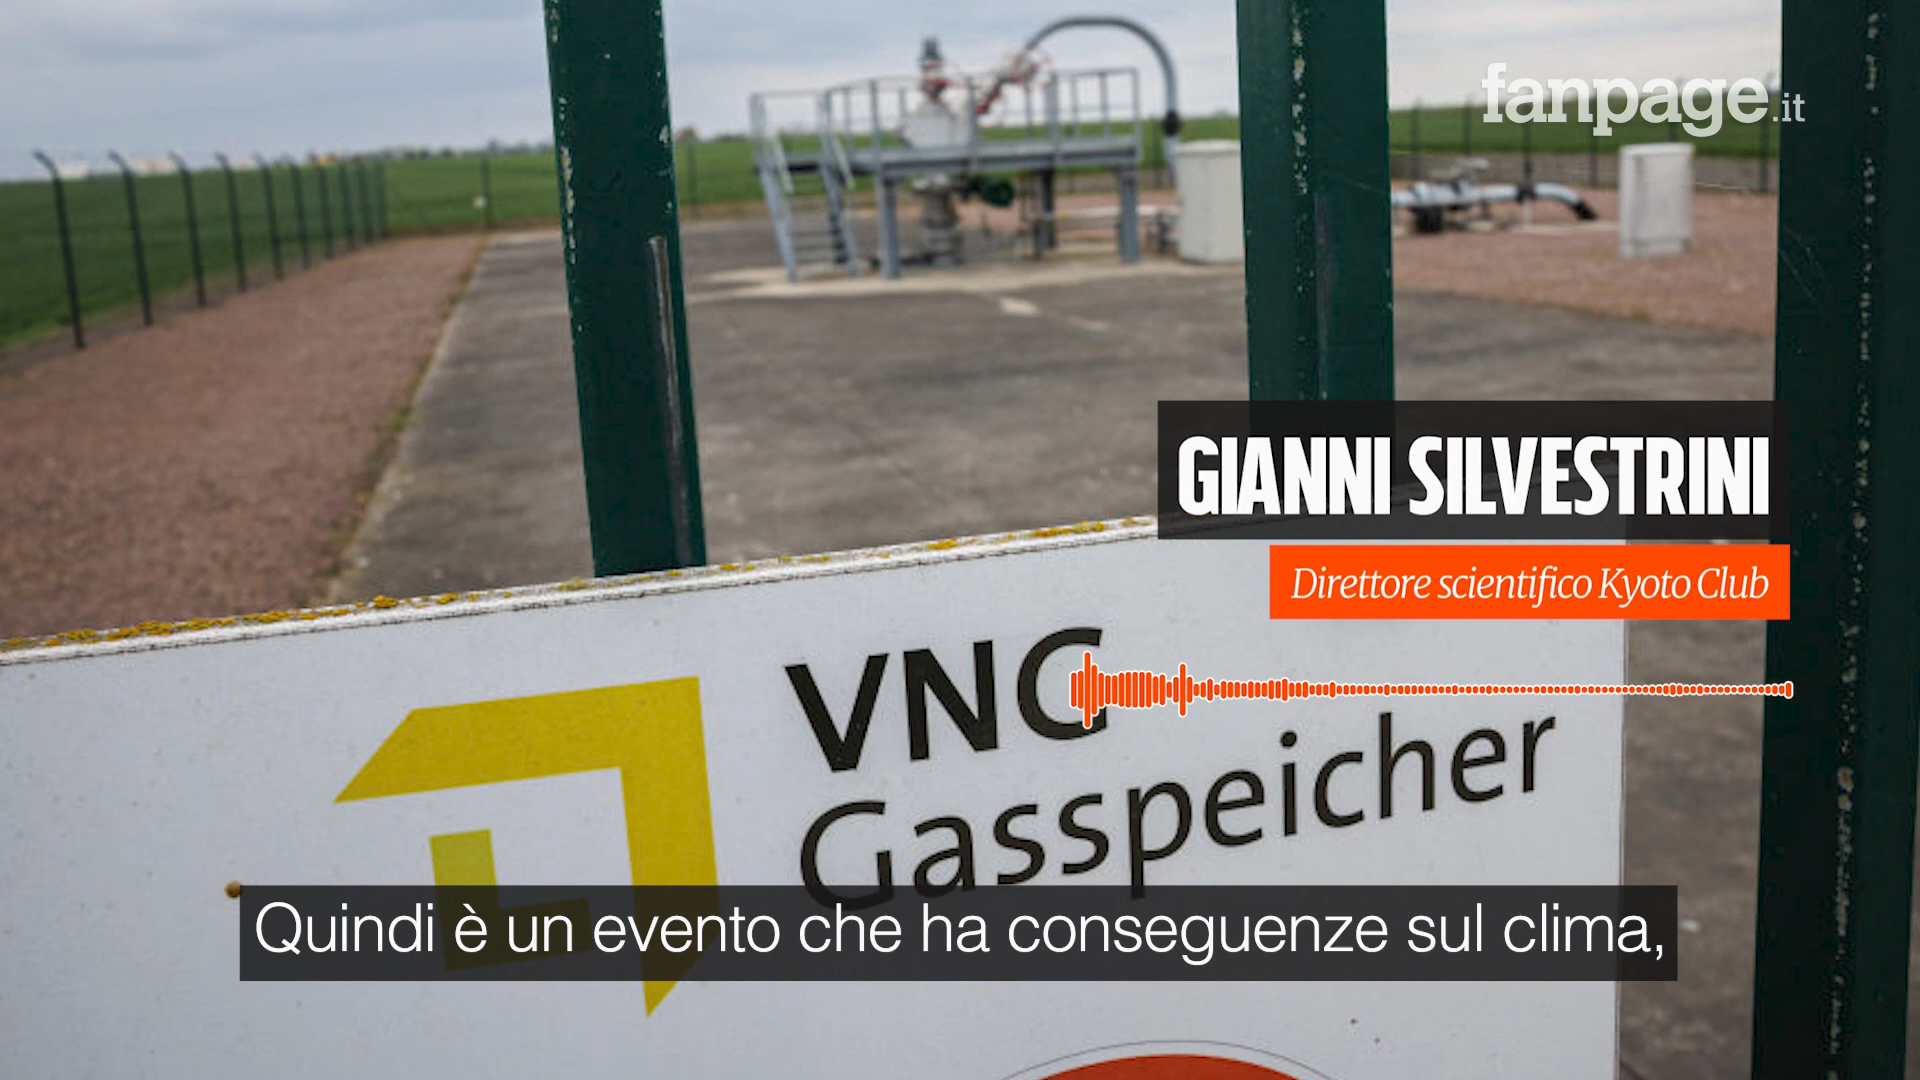 fanpage.it
GIANNI SILVESTRINI
Direttore scientifico Kyoto Club
VNG
Gasspeicher
Quindi è un evento che ha conseguenze sul clima,